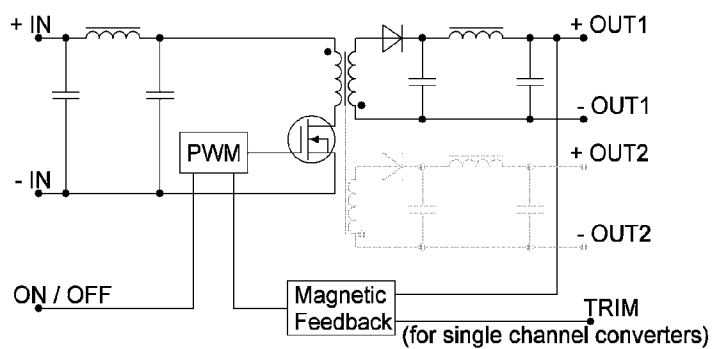 + IN
+ OUT1
- OUT1
PWM
+ OUT2
- IN
- OUT2
ON / OFF
Magnetic
Feedback
TRIM
(for single channel converters)